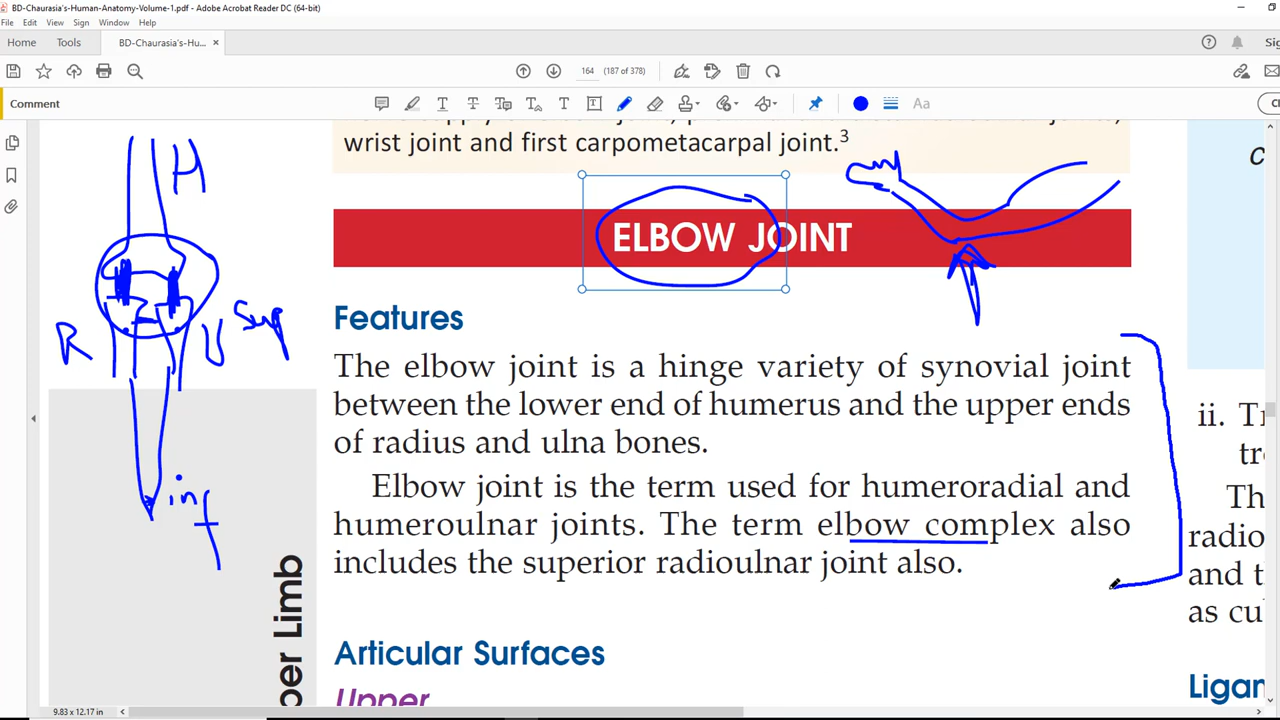 BD-Chaurasia's-Human-Anatomy-Volume-1.pdf - Adobe Acrobat Reader DC (64-bit)
File Edit View Sign Window Help
Home Tools BD-Chaurasia's-Hu... ×
164 (187 of 378)
Comment
Aa
wrist joint and first carpometacarpal joint.³
H
ELBOW JOINT
R
U
Sup
inf
Features
The elbow joint is a hinge variety of synovial joint
between the lower end of humerus and the upper ends
of radius and ulna bones.
Elbow joint is the term used for humeroradial and
humeroulnar joints. The term elbow complex also
includes the superior radioulnar joint also.
Articular Surfaces
Upper
per Limb
ii. Tr
tre
Th
radio
and t
as cu
Ligan
9.83 x 12.17 in